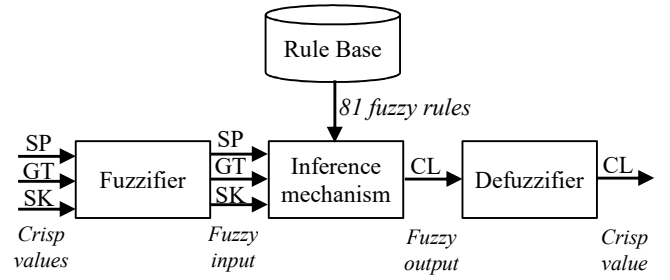 Rule Base
81 fuzzy rules
SP
GT
SK
Fuzzifier
SP
GT
SK
Inference
mechanism
CL
Defuzzifier
CL
Crisp
values
Fuzzy
input
Fuzzy
output
Crisp
value